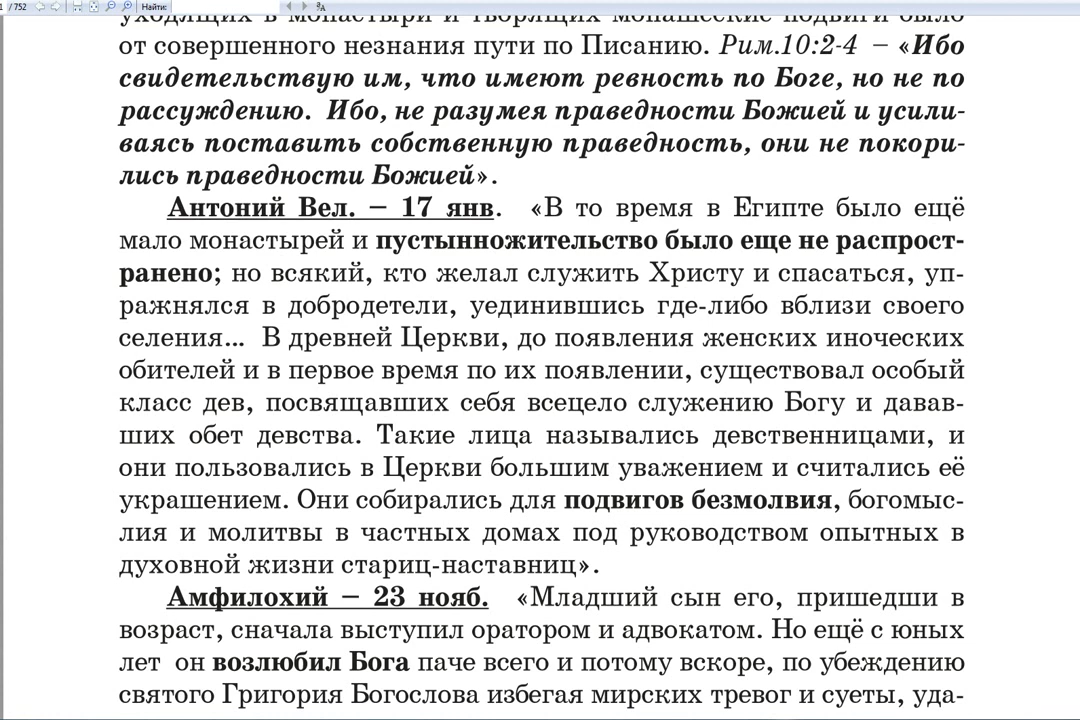 / 752 Найти:
уходящих в монастыри и творящих монашеские подвиги было
от совершенного незнания пути по Писанию. Рим.10:2-4 – «Ибо
свидетельствую им, что имеют ревность по Боге, но не по
рассуждению. Ибо, не разумея праведности Божией и усили-
ваясь поставить собственную праведность, они не покори-
лись праведности Божией».
Антоний Вел. – 17 янв. «В то время в Египте было ещё
мало монастырей и пустынножительство было еще не распрост-
ранено; но всякий, кто желал служить Христу и спасаться, уп-
ражнялся в добродетели, уединившись где-либо вблизи своего
селения... В древней Церкви, до появления женских иноческих
обителей и в первое время по их появлении, существовал особый
класс дев, посвящавших себя всецело служению Богу и давав-
ших обет девства. Такие лица назывались девственницами, и
они пользовались в Церкви большим уважением и считались её
украшением. Они собирались для подвигов безмолвия, богомыс-
лия и молитвы в частных домах под руководством опытных в
духовной жизни стариц-наставниц».
Амфилохий – 23 нояб. «Младший сын его, пришедши в
возраст, сначала выступил оратором и адвокатом. Но ещё с юных
лет он возлюбил Бога паче всего и потому вскоре, по убеждению
святого Григория Богослова избегая мирских тревог и суеты, уда-